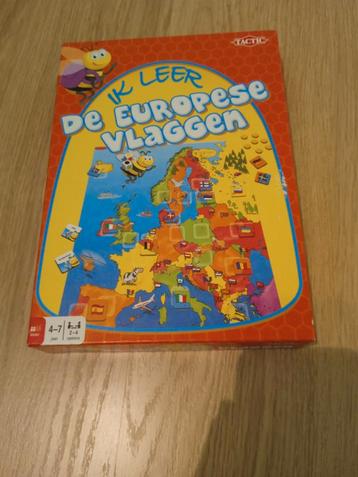 TACTIC
IK LEER
DE EUROPESE
VLAGGEN
4-7
2-4